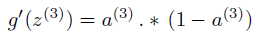 g′(z⁽³⁾) = a⁽³⁾ .∗ (1 − a⁽³⁾)